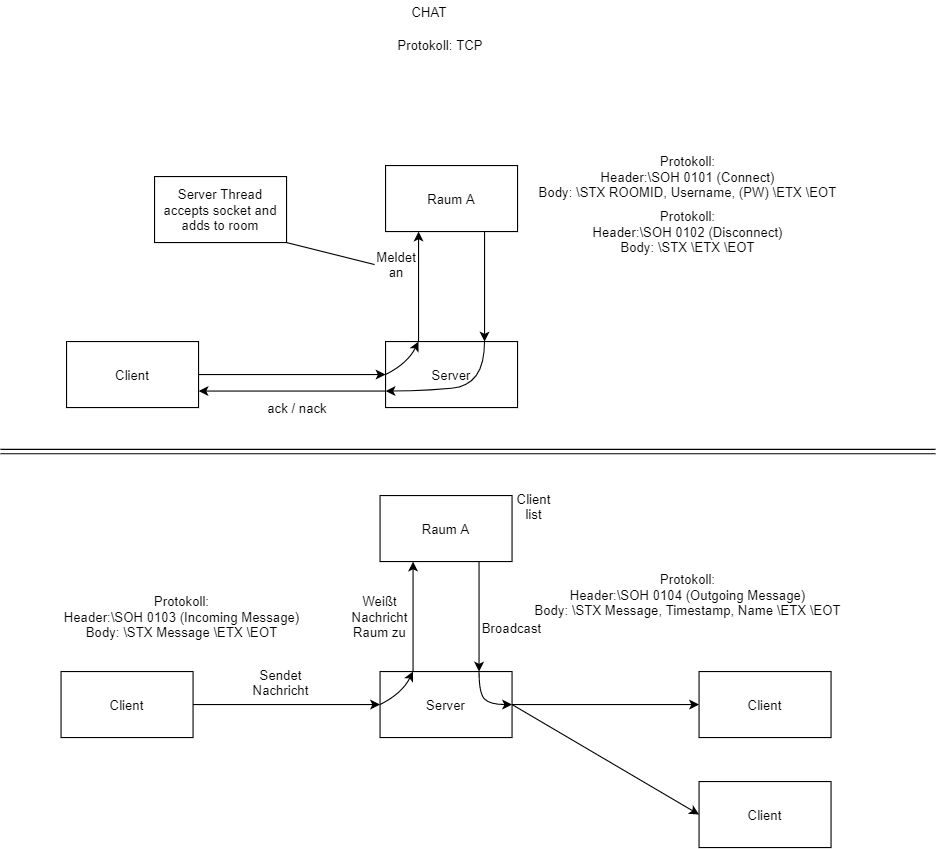 CHAT
Protokoll: TCP
Protokoll:
Header:\SOH 0101 (Connect)
Body: \STX ROOMID, Username, (PW) \ETX \EOT
Protokoll:
Header:\SOH 0102 (Disconnect)
Body: \STX \ETX \EOT
Server Thread
accepts socket and
adds to room
Raum A
Meldet
an
Client
Server
ack / nack
Raum A
Client
list
Protokoll:
Header:\SOH 0103 (Incoming Message)
Body: \STX Message \ETX \EOT
Weißt
Nachricht
Raum zu
Broadcast
Protokoll:
Header:\SOH 0104 (Outgoing Message)
Body: \STX Message, Timestamp, Name \ETX \EOT
Client
Sendet
Nachricht
Server
Client
Client